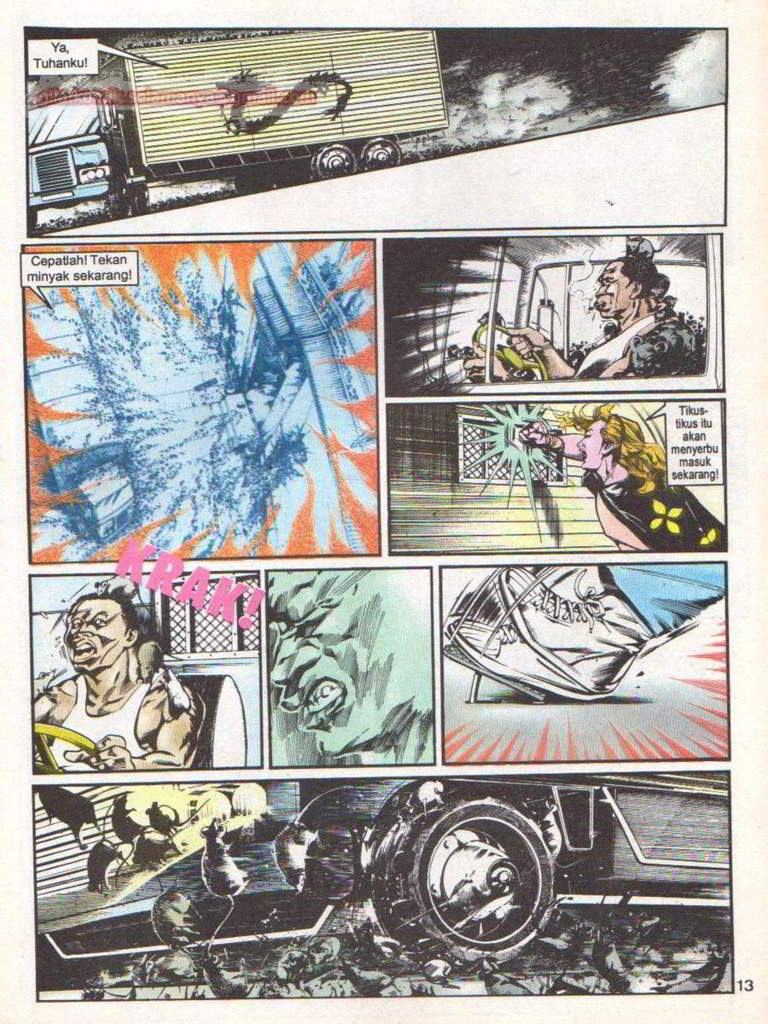 Ya,
Tuhanku!
Cepatlah! Tekan
minyak sekarang!
Tikus-
tikus itu
akan
menyerbu
masuk
sekarang!
KRAK!
13